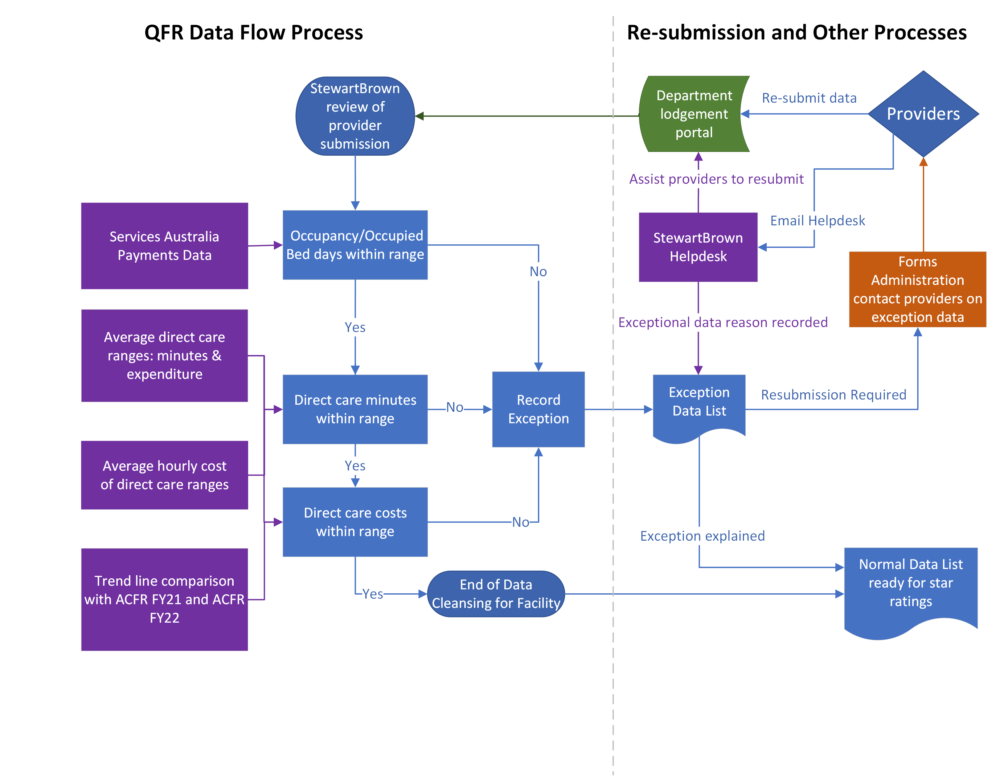 QFR Data Flow Process
Re-submission and Other Processes
StewartBrown
review of
provider
submission
Department
lodgement
portal
Re-submit data
Providers
Assist providers to resubmit
Email Helpdesk
Services Australia
Payments Data
Occupancy/Occupied
Bed days within range
No
StewartBrown
Helpdesk
Forms
Administration
contact providers on
exception data
Yes
Exceptional data reason recorded
Average direct care
ranges: minutes &
expenditure
Direct care minutes
within range
No
Record
Exception
Exception
Data List
Resubmission Required
Yes
Average hourly cost
of direct care ranges
Direct care costs
within range
No
Exception explained
Trend line comparison
with ACFR FY21 and ACFR
FY22
Yes
End of Data
Cleansing for Facility
Normal Data List
ready for star
ratings